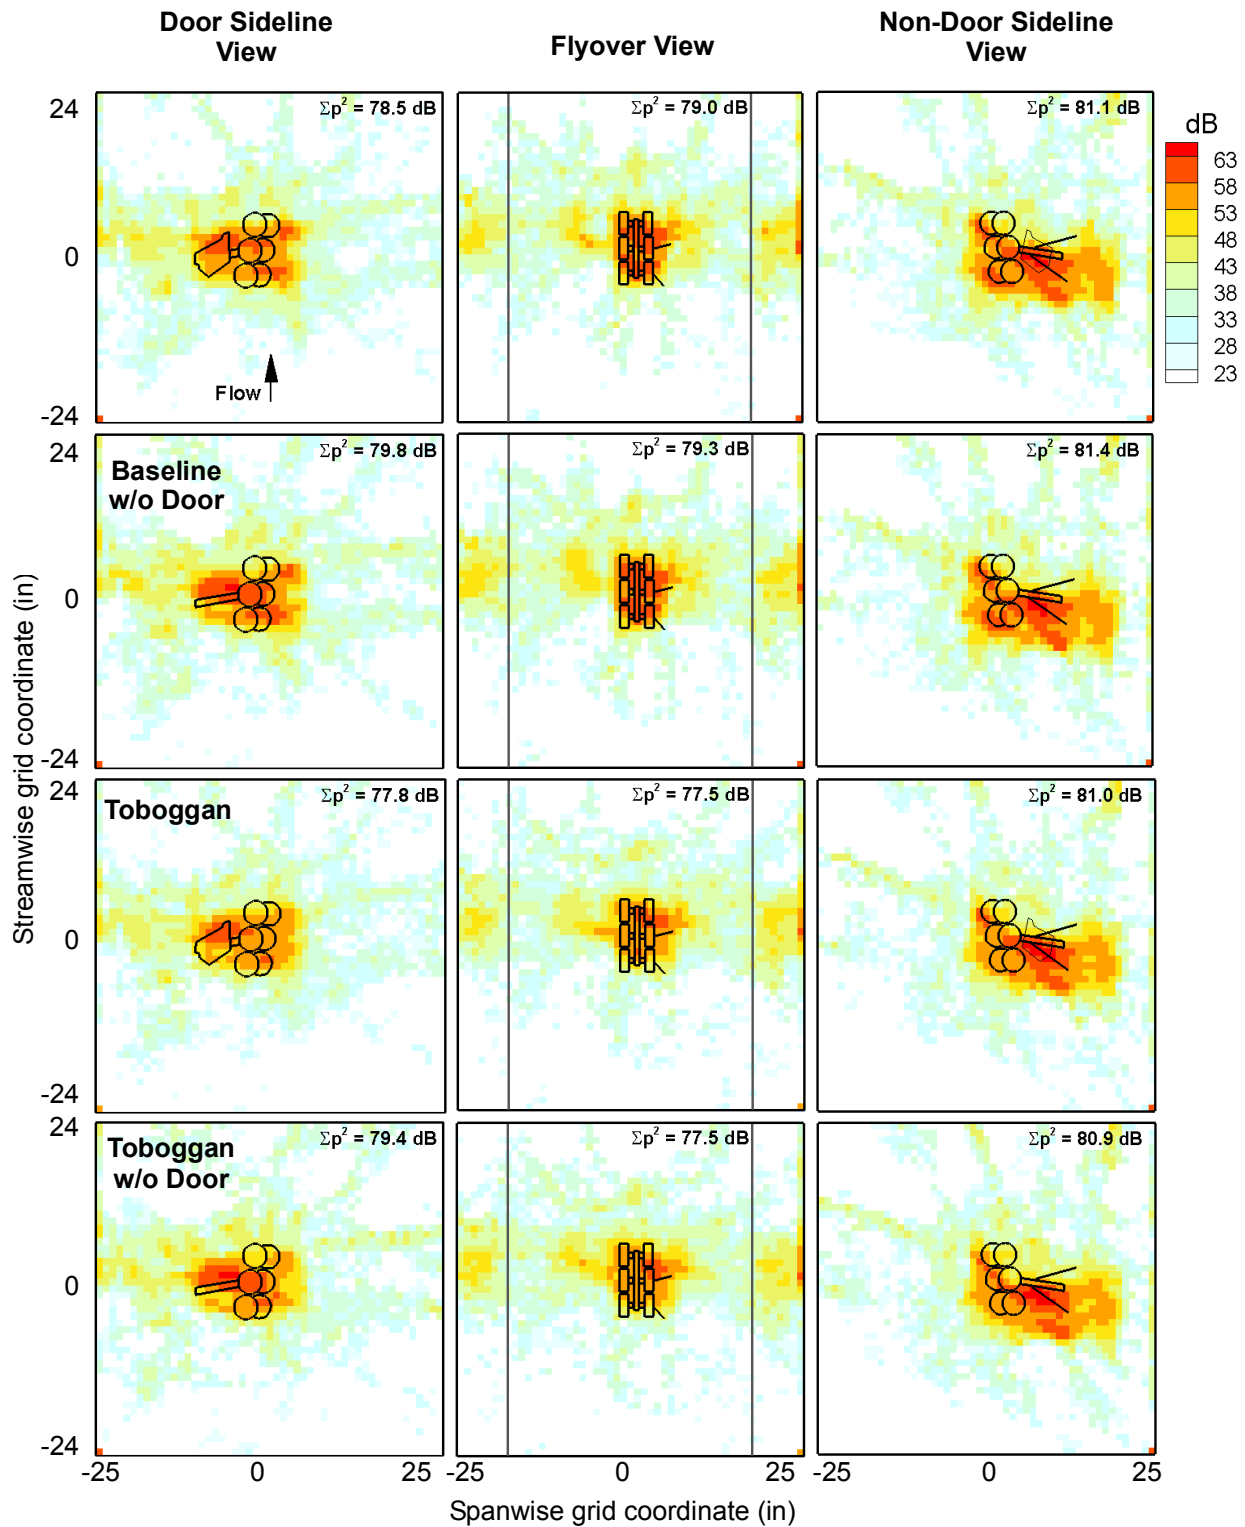 Door Sideline
View
Flyover View
Non-Door Sideline
View
Σp² = 78.5 dB
Σp² = 79.0 dB
Σp² = 81.1 dB
24
0
-24
Flow
dB
63
58
53
48
43
38
33
28
23
Baseline
w/o Door
Σp² = 79.8 dB
Σp² = 79.3 dB
Σp² = 81.4 dB
24
0
-24
Streamwise grid coordinate (in)
Toboggan
Σp² = 77.8 dB
Σp² = 77.5 dB
Σp² = 81.0 dB
24
0
-24
Toboggan
w/o Door
Σp² = 79.4 dB
Σp² = 77.5 dB
Σp² = 80.9 dB
24
0
-24
-25 0 25 0 25 -25 0 25
Spanwise grid coordinate (in)